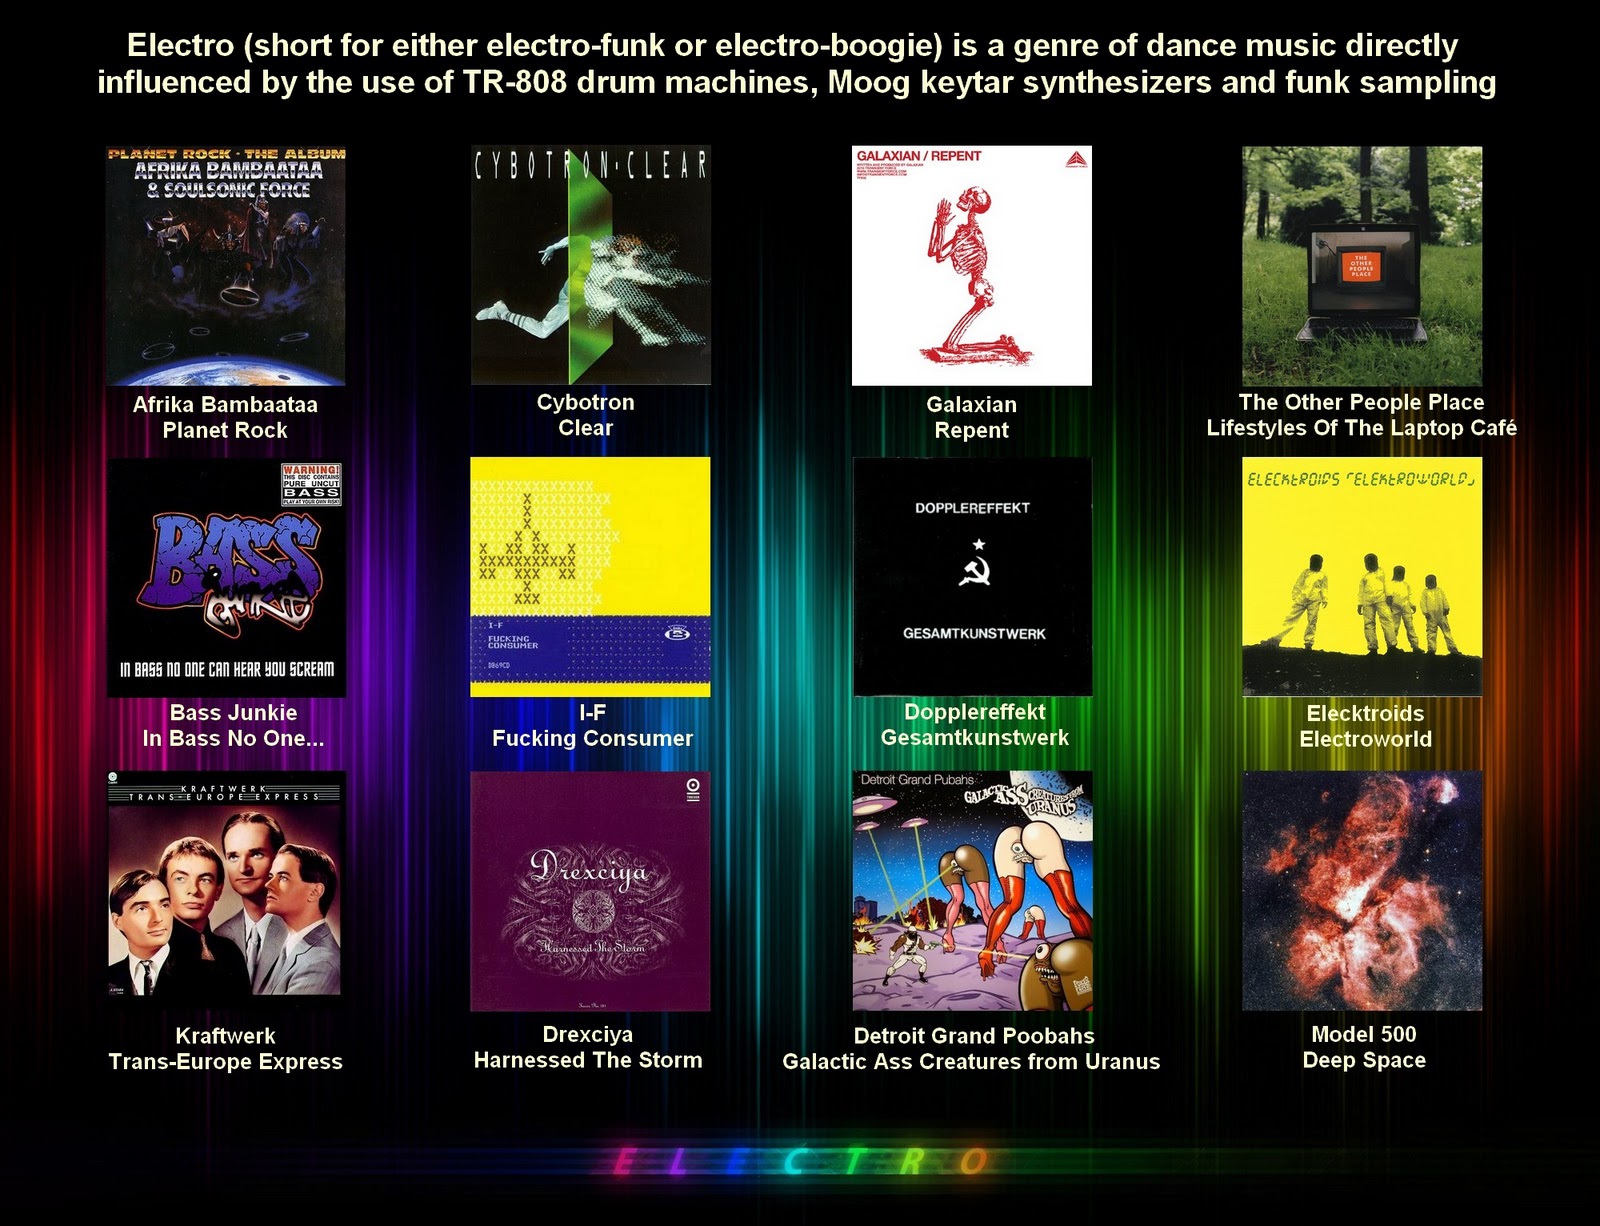 Electro (short for either electro-funk or electro-boogie) is a genre of dance music directly
influenced by the use of TR-808 drum machines, Moog keytar synthesizers and funk sampling
PLANET ROCK - THE ALBUM
AFRIKA BAMBAATAA
& SOULSONIC FORCE
CYBOTRON·CLEAR
GALAXIAN / REPENT
THE
OTHER
PEOPLE
PLACE
Afrika Bambaataa
Planet Rock
Cybotron
Clear
Galaxian
Repent
The Other People Place
Lifestyles Of The Laptop Café
WARNING!
THIS DISC CONTAINS
PURE UNCUT
BASS
PLAY AT YOUR OWN RISK!
BASS
JUNKIE
IN BASS NO ONE CAN HEAR YOU SCREAM
I-F
FUCKING
CONSUMER
DB69CD
DOPPLEREFFEKT
GESAMTKUNSTWERK
ELECKTROIDS「ELEKTROWORLD」
Bass Junkie
In Bass No One...
I-F
Fucking Consumer
Dopplereffekt
Gesamtkunstwerk
Elecktroids
Electroworld
KRAFTWERK
TRANS-EUROPE EXPRESS
Drexciya
Harnessed The Storm
Detroit Grand Pubahs
GALACTIC ASS CREATURES FROM URANUS
Kraftwerk
Trans-Europe Express
Drexciya
Harnessed The Storm
Detroit Grand Poobahs
Galactic Ass Creatures from Uranus
Model 500
Deep Space
ELECTRO